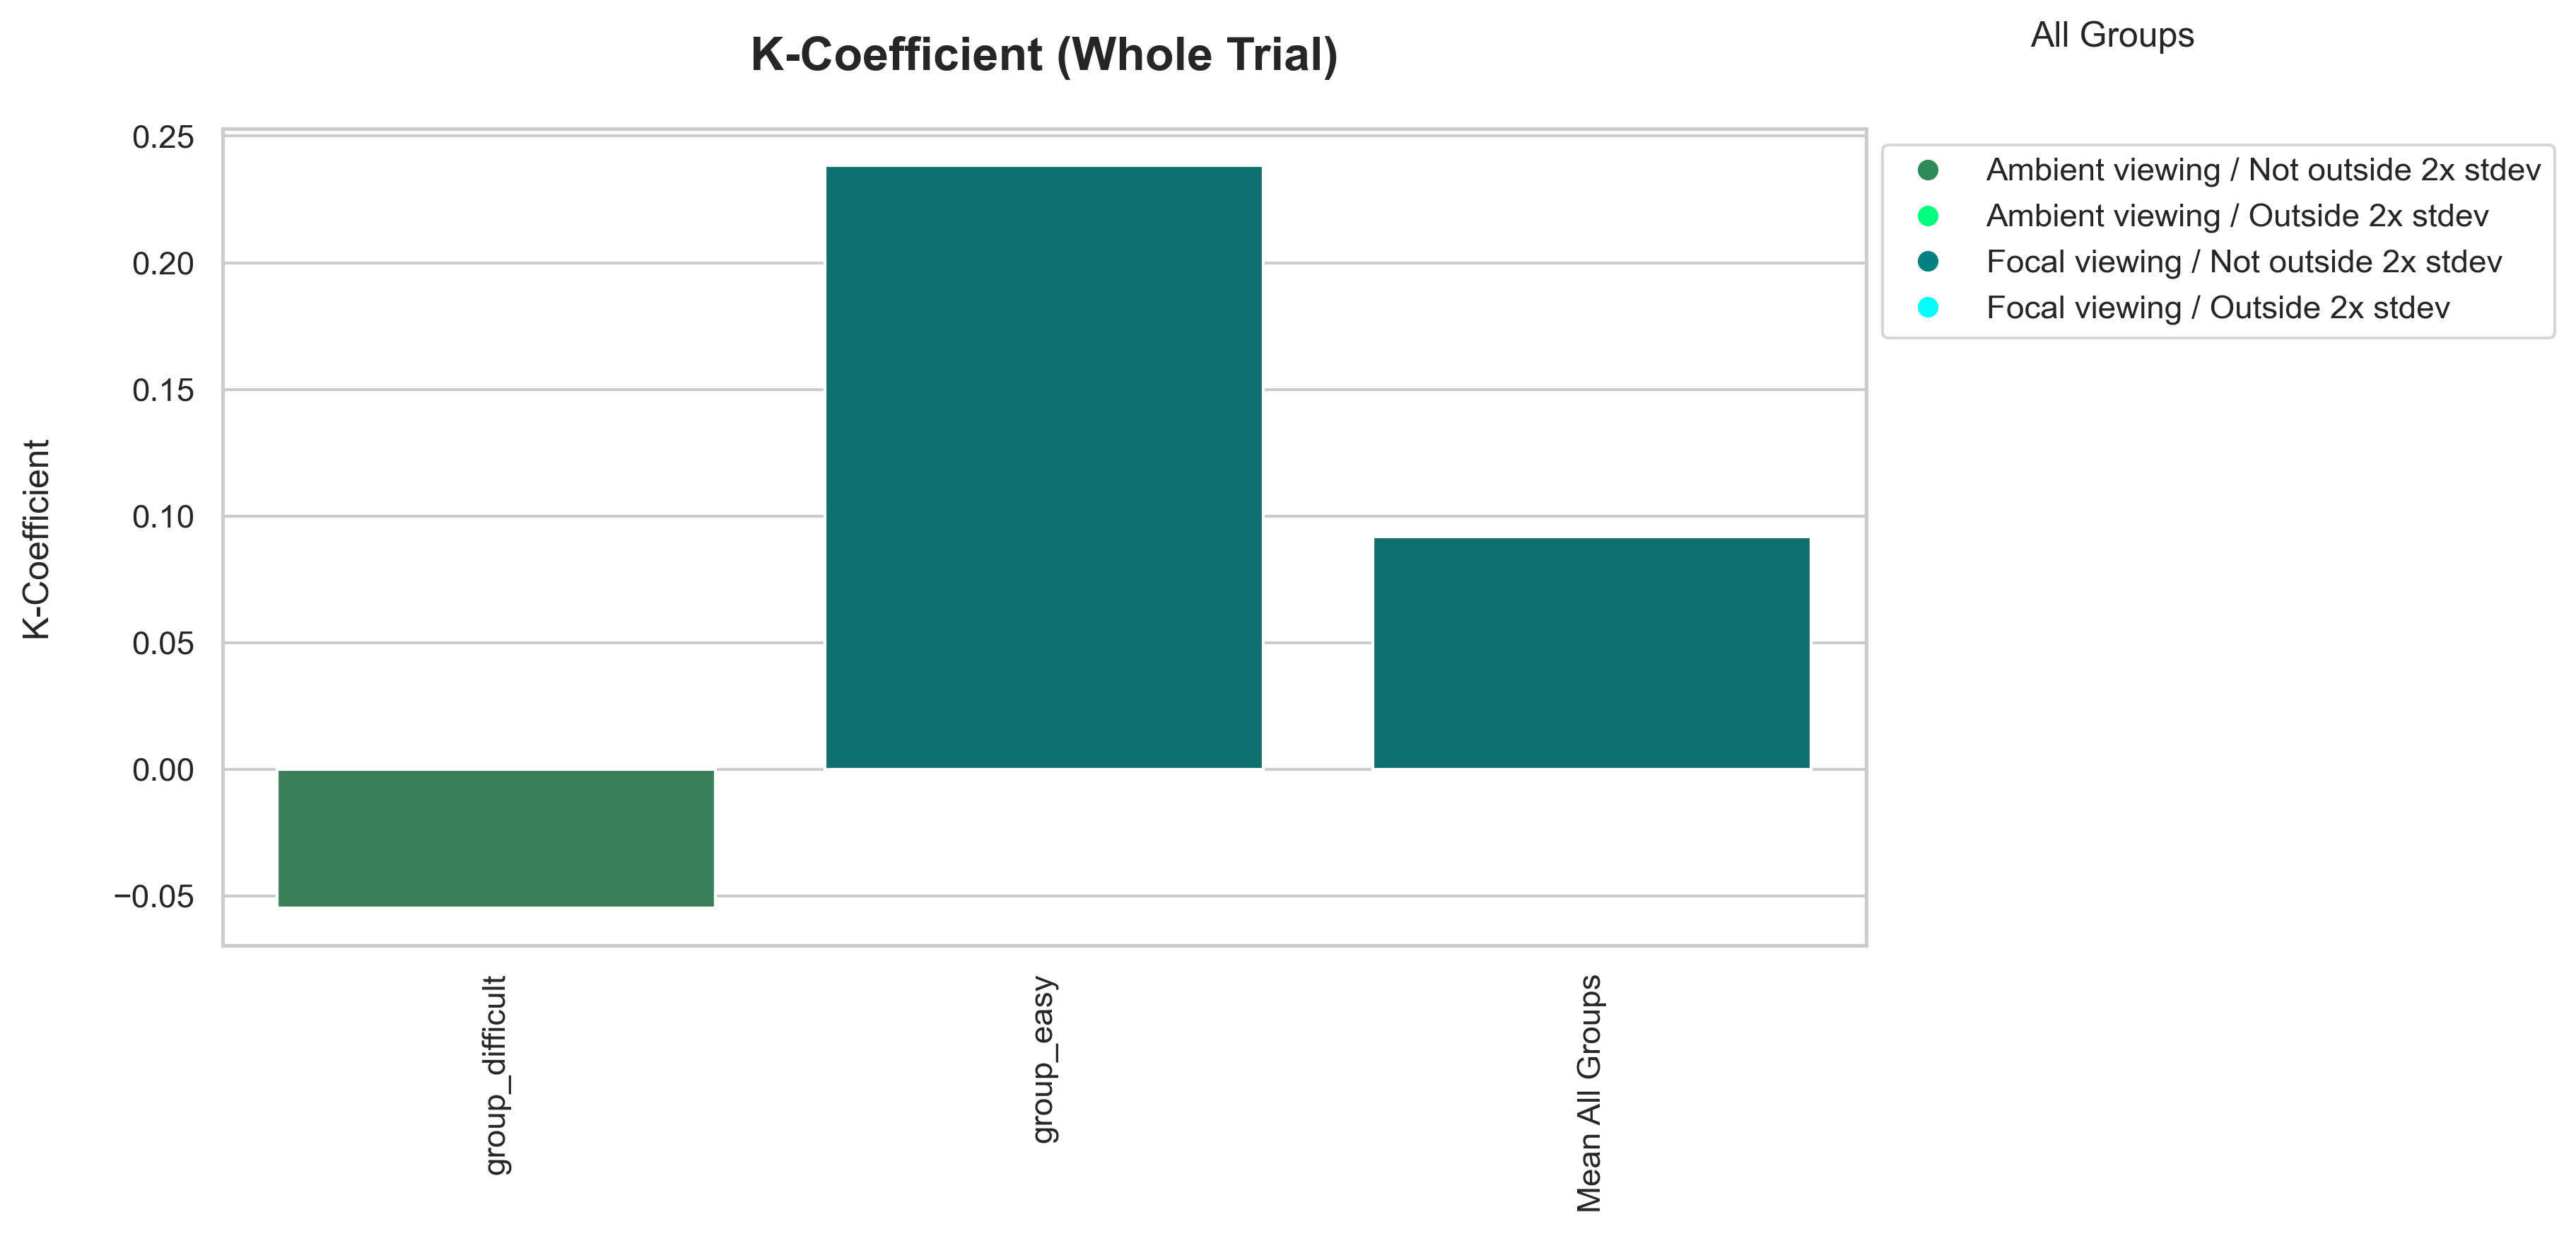 All Groups
K-Coefficient (Whole Trial)
K-Coefficient
0.25
0.20
0.15
0.10
0.05
0.00
−0.05
group_difficult
group_easy
Mean All Groups
Ambient viewing / Not outside 2x stdev
Ambient viewing / Outside 2x stdev
Focal viewing / Not outside 2x stdev
Focal viewing / Outside 2x stdev